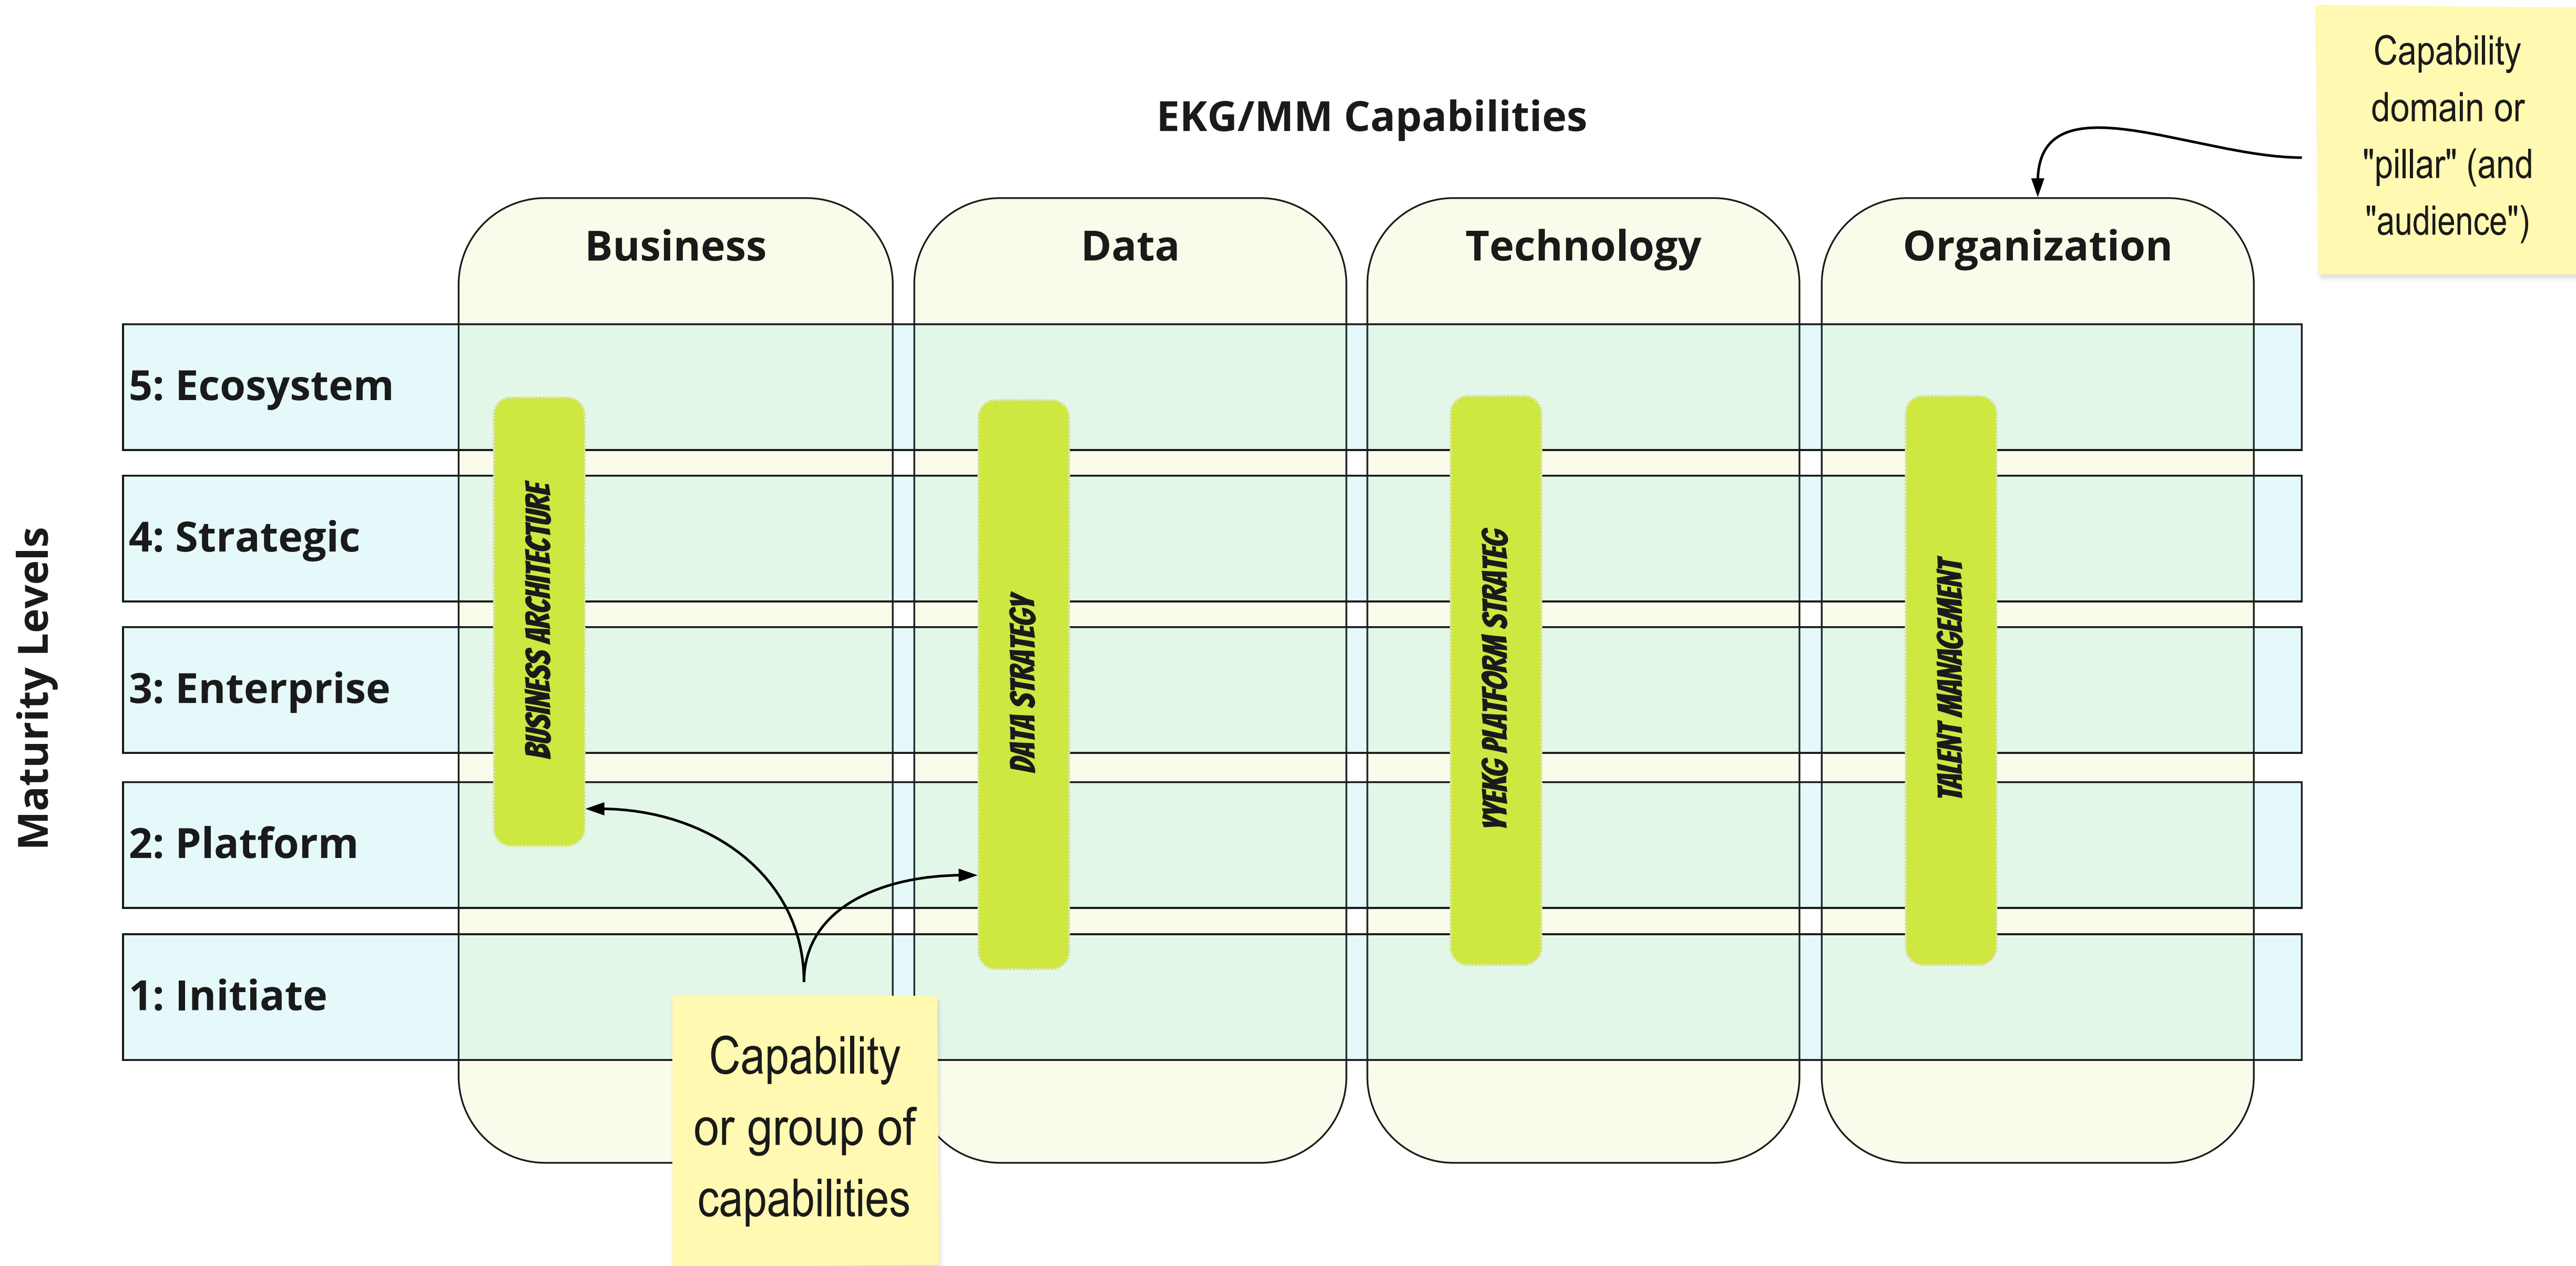 Capability
domain or
"pillar" (and
"audience")
EKG/MM Capabilities
Business
Data
Technology
Organization
Maturity Levels
5: Ecosystem
4: Strategic
3: Enterprise
2: Platform
1: Initiate
BUSINESS ARCHITECTURE
DATA STRATEGY
YYEKG PLATFORM STRATEG
TALENT MANAGEMENT
Capability
or group of
capabilities